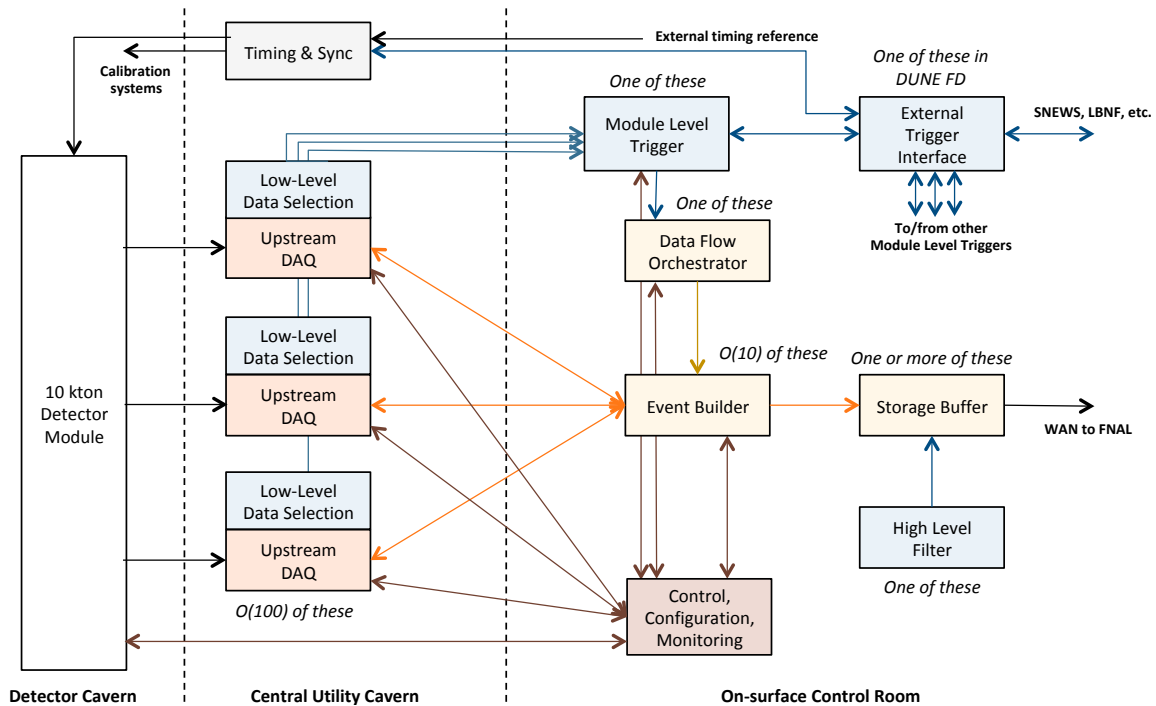 External timing reference
Timing & Sync
Calibration
systems
One of these
One of these in
DUNE FD
Module Level
Trigger
External
Trigger
Interface
SNEWS, LBNF, etc.
Low-Level
Data Selection
Upstream
DAQ
One of these
Data Flow
Orchestrator
To/from other
Module Level Triggers
Low-Level
Data Selection
Upstream
DAQ
O(10) of these
One or more of these
10 kton
Detector
Module
Event Builder
Storage Buffer
WAN to FNAL
Low-Level
Data Selection
Upstream
DAQ
O(100) of these
High Level
Filter
One of these
Control,
Configuration,
Monitoring
Detector Cavern
Central Utility Cavern
On-surface Control Room